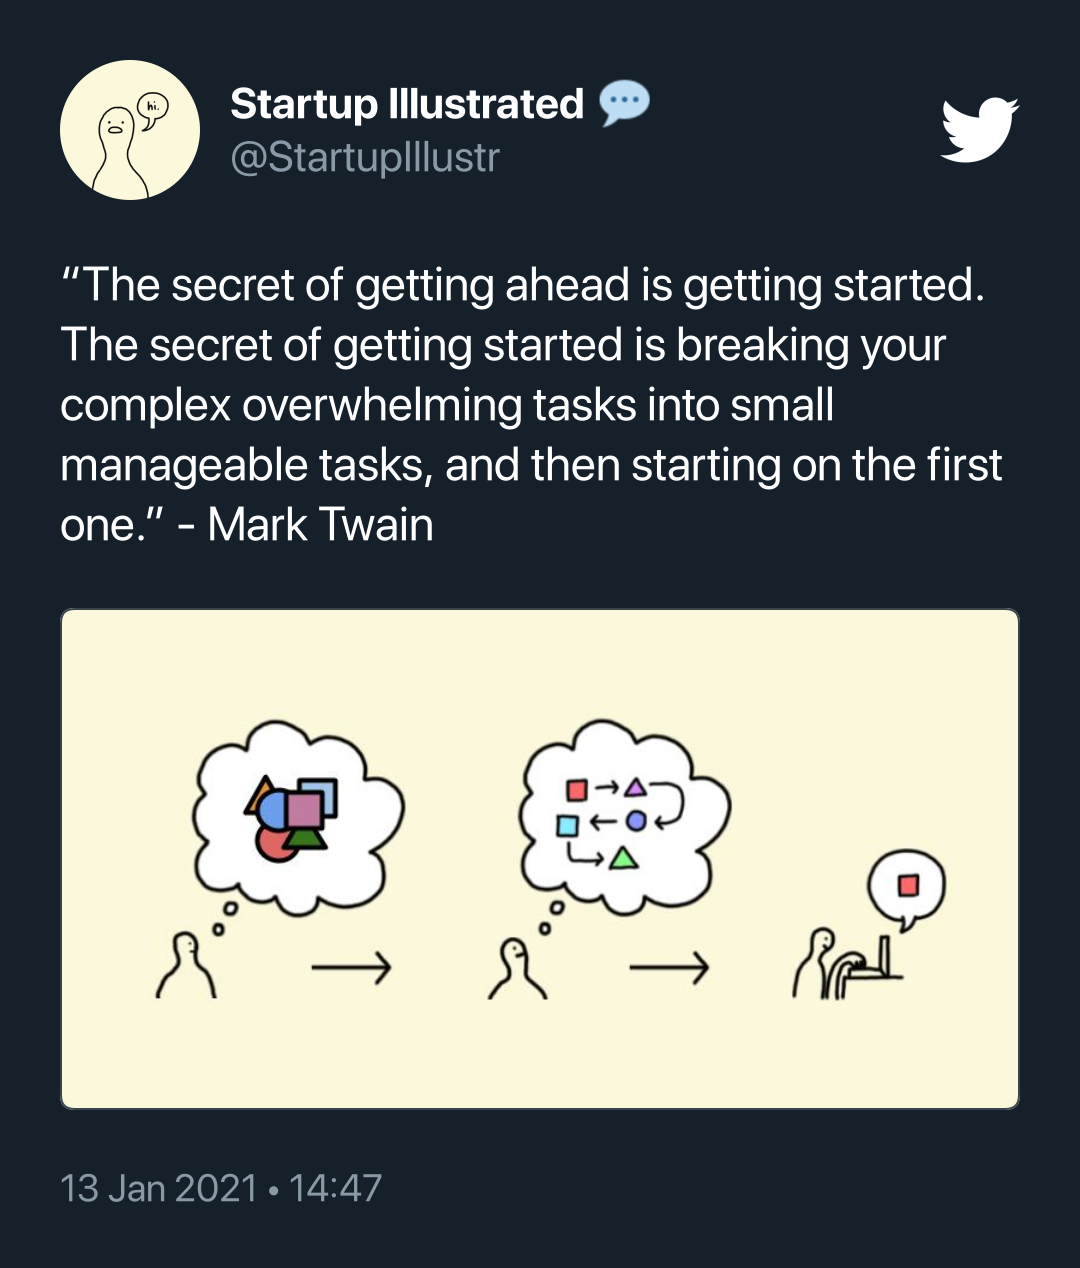 hi.
Startup Illustrated 💬
@StartupIllustr
“The secret of getting ahead is getting started.
The secret of getting started is breaking your
complex overwhelming tasks into small
manageable tasks, and then starting on the first
one.” - Mark Twain
13 Jan 2021 • 14:47